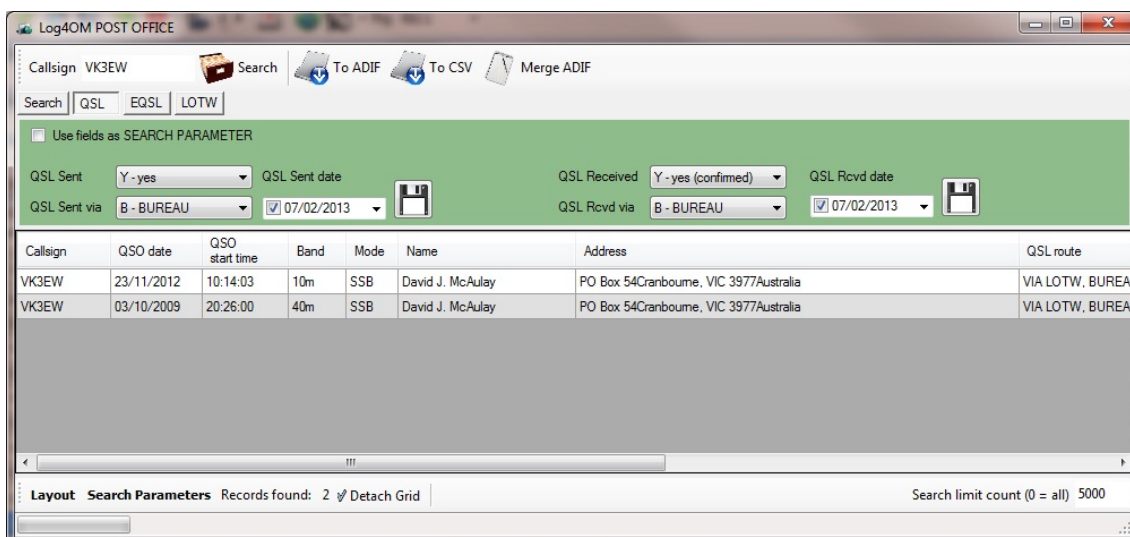 Log4OM POST OFFICE
Callsign VK3EW Search To ADIF To CSV Merge ADIF
Search QSL EQSL LOTW
Use fields as SEARCH PARAMETER
QSL Sent Y - yes QSL Sent date QSL Received Y - yes (confirmed) QSL Rcvd date
QSL Sent via B - BUREAU 07/02/2013 QSL Rcvd via B - BUREAU 07/02/2013
Callsign QSO date QSO start time Band Mode Name Address QSL route
VK3EW 23/11/2012 10:14:03 10m SSB David J. McAulay PO Box 54Cranbourne, VIC 3977Australia VIA LOTW, BUREA
VK3EW 03/10/2009 20:26:00 40m SSB David J. McAulay PO Box 54Cranbourne, VIC 3977Australia VIA LOTW, BUREA
Layout Search Parameters Records found: 2 Detach Grid Search limit count (0 = all) 5000